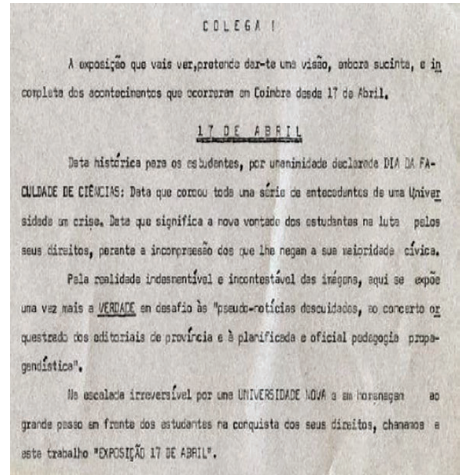 COLEGA !
A exposição que vais ver,pretende dar-te uma visão, embora sucinta, e in
completa dos acontecimentos que ocorreram em Coimbra desde 17 de Abril.
17 DE ABRIL
Data histórica para os estudantes, por unanimidade declarada DIA DA FA-
CULDADE DE CIÊNCIAS: Data que coroou toda uma série de antecedentes de uma Univer
sidade em crise. Data que significa a nova vontade dos estudantes na luta pelos
seus direitos, perante a incompreesão dos que lhe negam a sua maioridade cívica.
Pela realidade indesmentível e incontestável das imagens, aqui se expõe
uma vez mais a VERDADE em desafio às "pseudo-notícias descuidadas, ao concerto or
questrado dos editoriais de província e à planificada e oficial pedagogia propa-
gandística".
Na escalada irreversível por uma UNIVERSIDADE NOVA e em homenagem ao
grande passo em frente dos estudantes na conquista dos seus direitos, chamamos a
este trabalho "EXPOSIÇÃO 17 DE ABRIL".